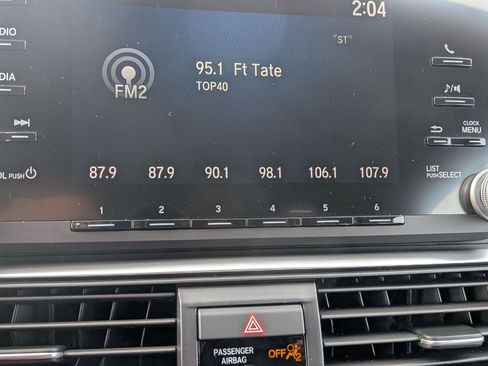 2:04
DIO
"ST"
95.1 Ft Tate
TOP40
FM2
DIA
CLOCK
MENU
OL PUSH
LIST
PUSH SELECT
87.9 87.9 90.1 98.1 106.1 107.9
1 2 3 4 5 6
PASSENGER
AIRBAG
OFF 2